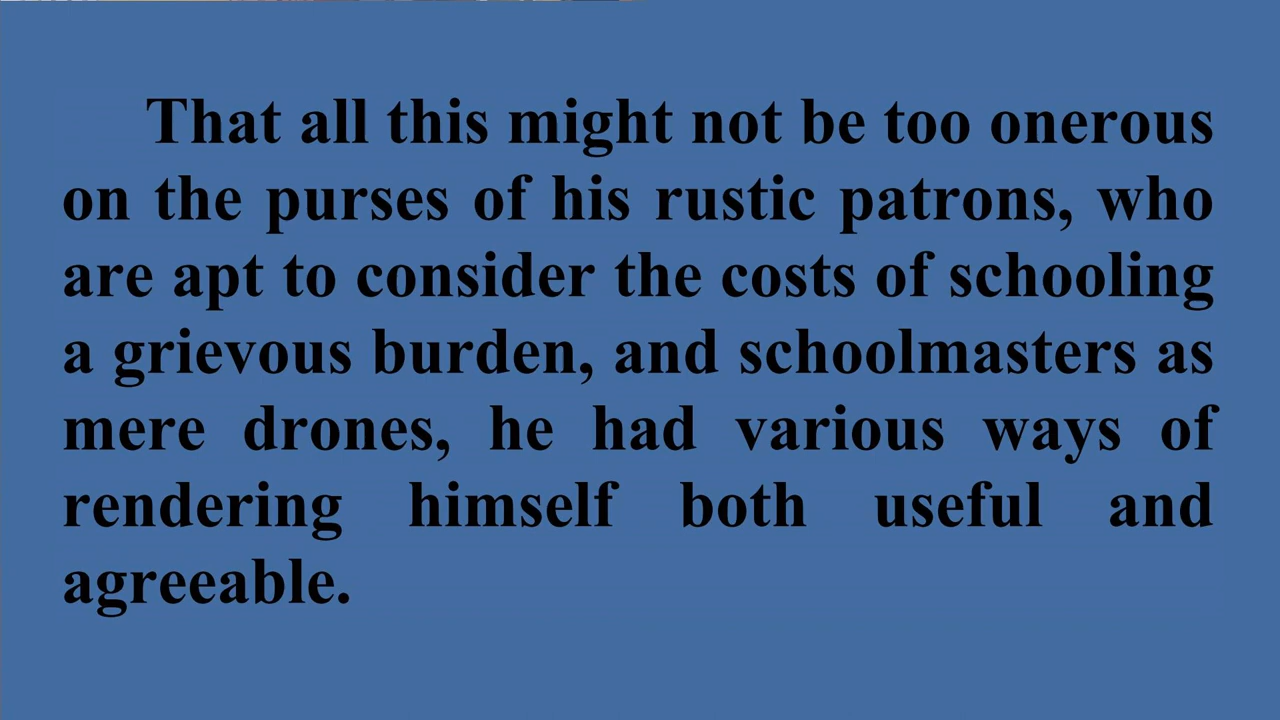 That all this might not be too onerous
on the purses of his rustic patrons, who
are apt to consider the costs of schooling
a grievous burden, and schoolmasters as
mere drones, he had various ways of
rendering himself both useful and
agreeable.